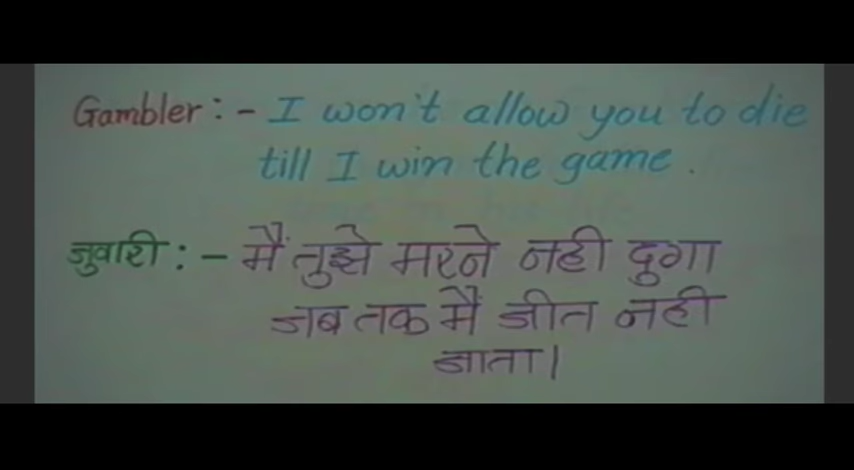 Gambler :- I won't allow you to die
till I win the game.
जुवारी :- मैं तुझे मरने नही दुगा
जब तक मैं जीत नही
जाता।